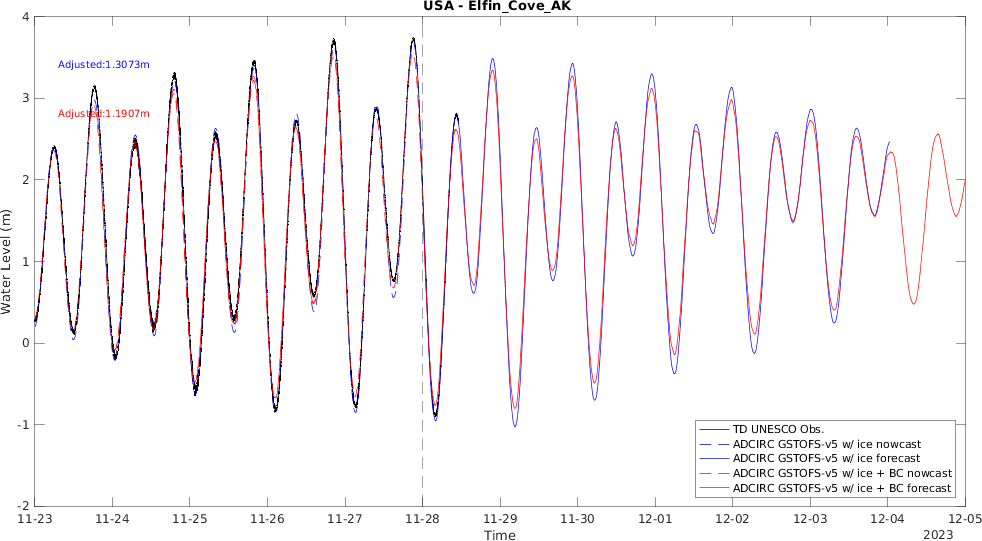 USA - Elfin_Cove_AK
Water Level (m)
4
3
2
1
0
-1
-2
Adjusted:1.3073m
Adjusted:1.1907m
TD UNESCO Obs.
ADCIRC GSTOFS-v5 w/ ice nowcast
ADCIRC GSTOFS-v5 w/ ice forecast
ADCIRC GSTOFS-v5 w/ ice + BC nowcast
ADCIRC GSTOFS-v5 w/ ice + BC forecast
11-23 11-24 11-25 11-26 11-27 11-28 11-29 11-30 12-01 12-02 12-03 12-04 12-05
Time
2023